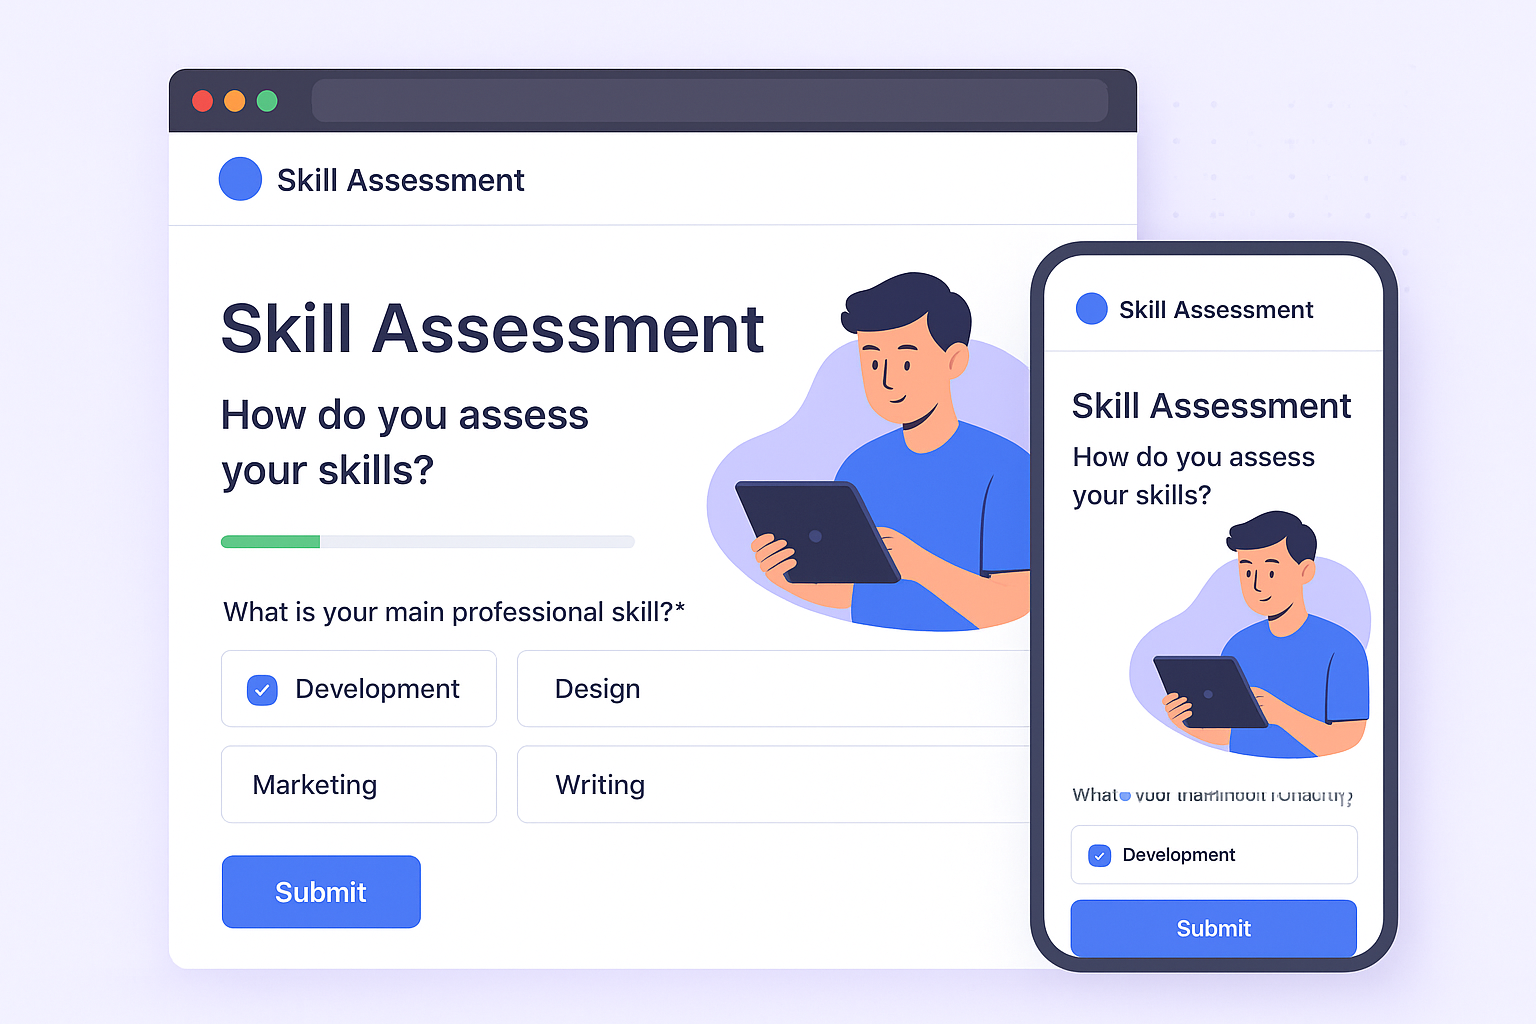 Skill Assessment
Skill Assessment
How do you assess
your skills?
What is your main professional skill?*
Development
Design
Marketing
Writing
Submit
Skill Assessment
Skill Assessment
How do you assess
your skills?
What
Development
Submit